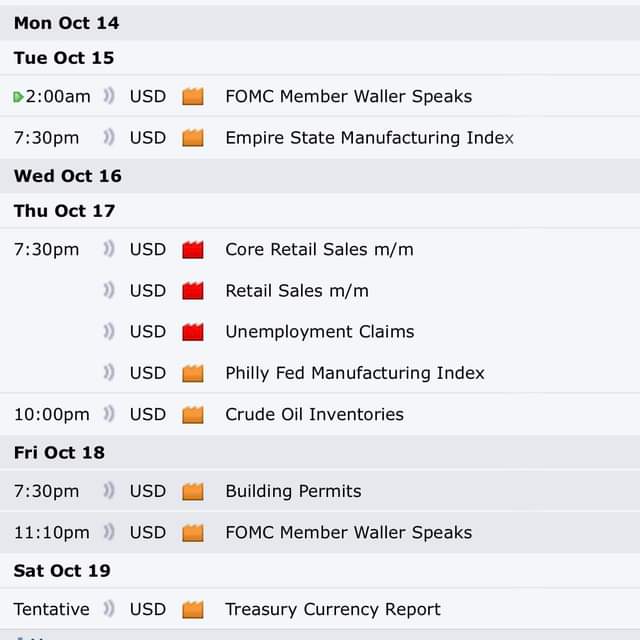 Mon Oct 14
Tue Oct 15
2:00am USD FOMC Member Waller Speaks
7:30pm USD Empire State Manufacturing Index
Wed Oct 16
Thu Oct 17
7:30pm USD Core Retail Sales m/m
USD Retail Sales m/m
USD Unemployment Claims
USD Philly Fed Manufacturing Index
10:00pm USD Crude Oil Inventories
Fri Oct 18
7:30pm USD Building Permits
11:10pm USD FOMC Member Waller Speaks
Sat Oct 19
Tentative USD Treasury Currency Report